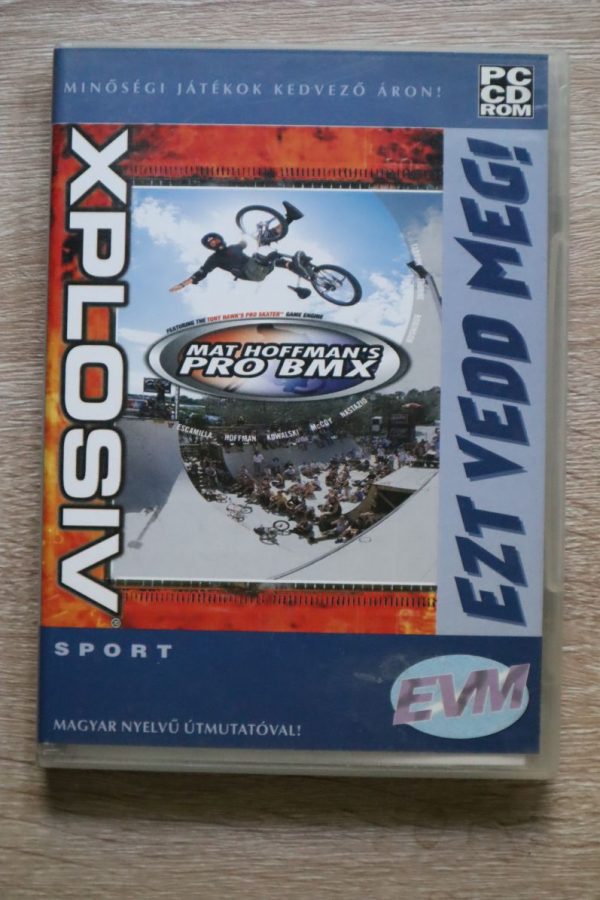 MINŐSÉGI JÁTÉKOK KEDVEZŐ ÁRON!
PC
CD
ROM
XPLOSIV®
EZT VEDD MEG!
FEATURING THE TONY HAWK'S PRO SKATER™ GAME ENGINE
MAT HOFFMAN'S
PRO BMX
ESCAMILLA HOFFMAN KOWALSKI McCOY NASTAZIO
SPORT
EVM
MAGYAR NYELVŰ ÚTMUTATÓVAL!